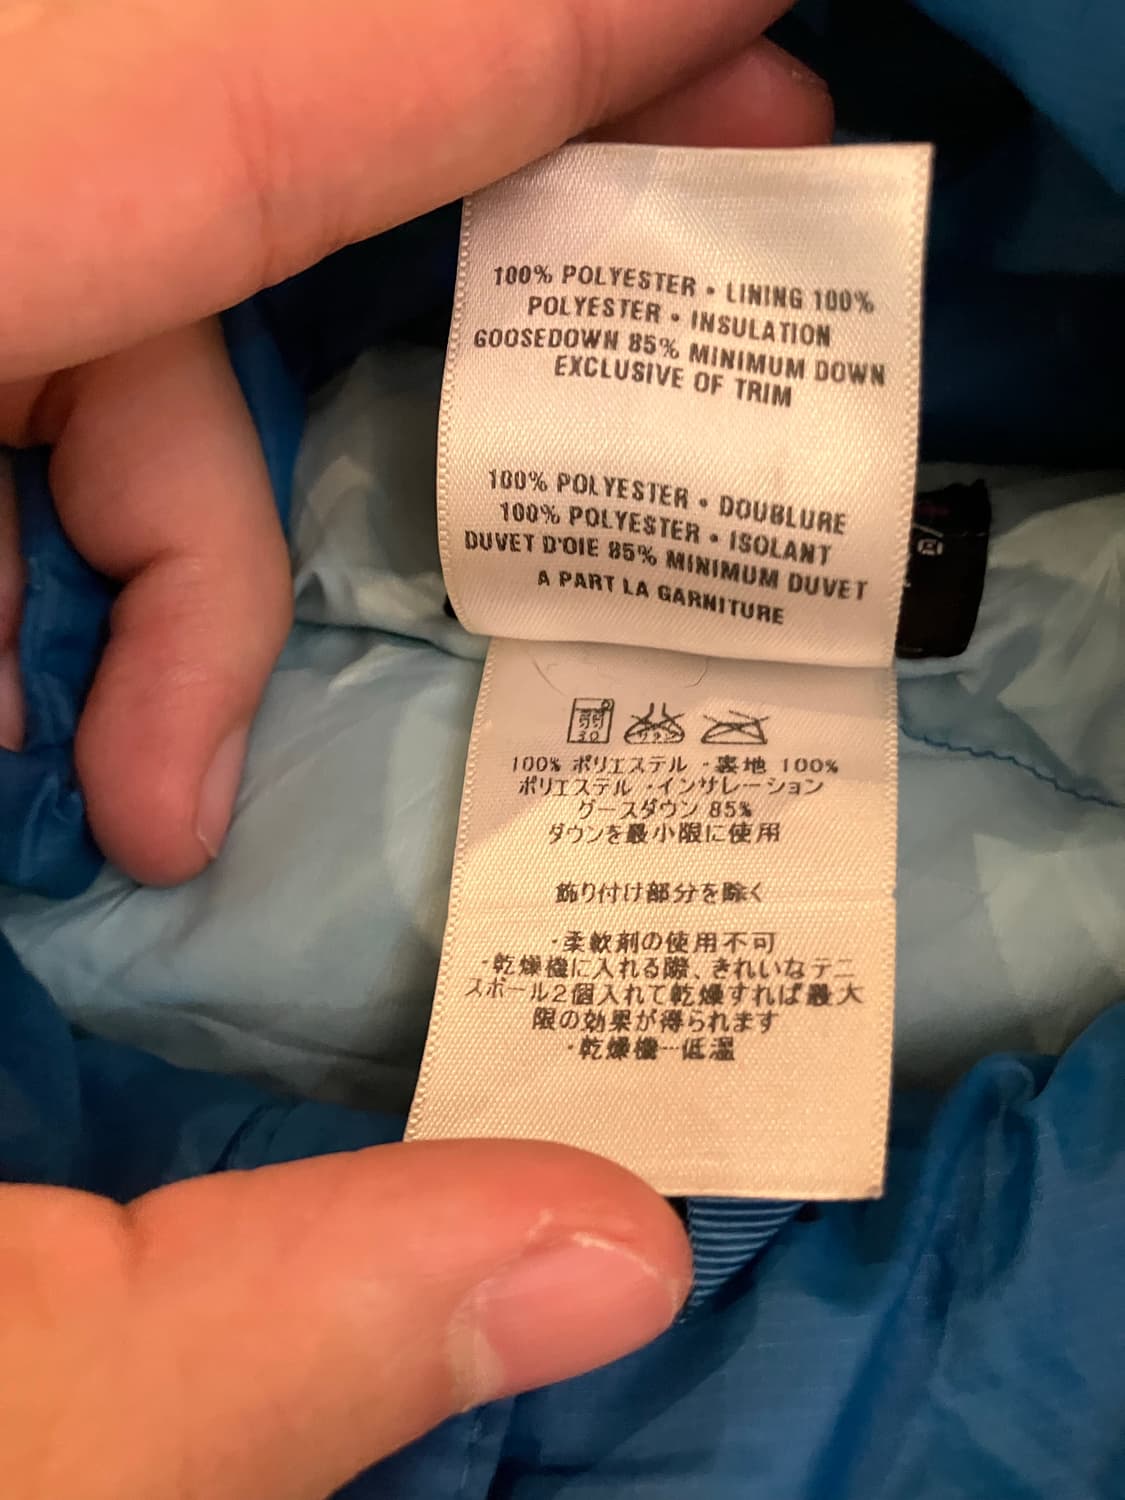 100% POLYESTER • LINING 100%
POLYESTER • INSULATION
GOOSEDOWN 85% MINIMUM DOWN
EXCLUSIVE OF TRIM
100% POLYESTER • DOUBLURE
100% POLYESTER • ISOLANT
DUVET D'OIE 85% MINIMUM DUVET
A PART LA GARNITURE
弱
30
100% ポリエステル ・裏地 100%
ポリエステル ・インサレーション
グースダウン 85%
ダウンを最小限に使用
飾り付け部分を除く
・柔軟剤の使用不可
・乾燥機に入れる際、きれいなテニ
スボール2個入れて乾燥すれば最大
限の効果が得られます
・乾燥機─低温